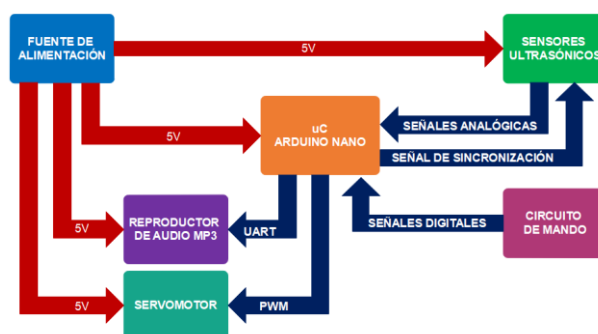 FUENTE DE
ALIMENTACIÓN
5V
SENSORES
ULTRASÓNICOS
uC
ARDUINO NANO
5V
SEÑALES ANALÓGICAS
SEÑAL DE SINCRONIZACIÓN
REPRODUCTOR
DE AUDIO MP3
5V
UART
SEÑALES DIGITALES
CIRCUITO
DE MANDO
5V
SERVOMOTOR
PWM